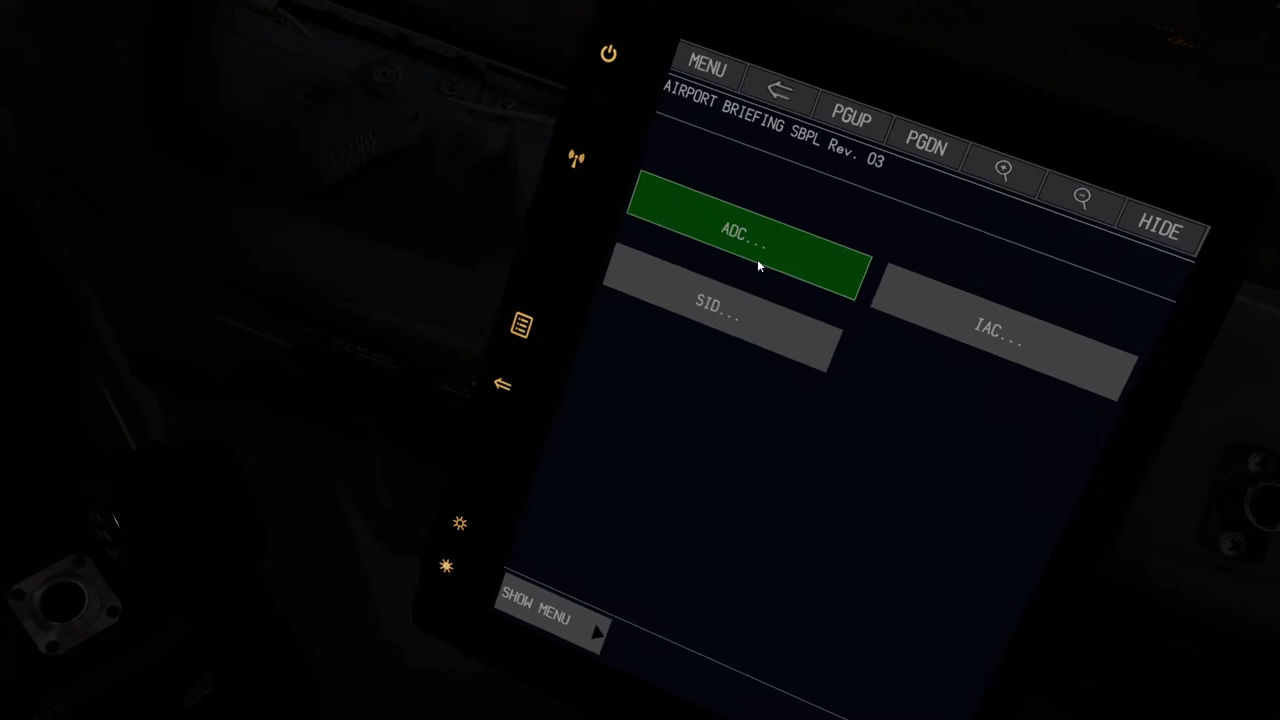 MENU
PGUP
PGDN
HIDE
AIRPORT BRIEFING SBPL Rev. 03
ADC...
SID...
IAC...
SHOW MENU